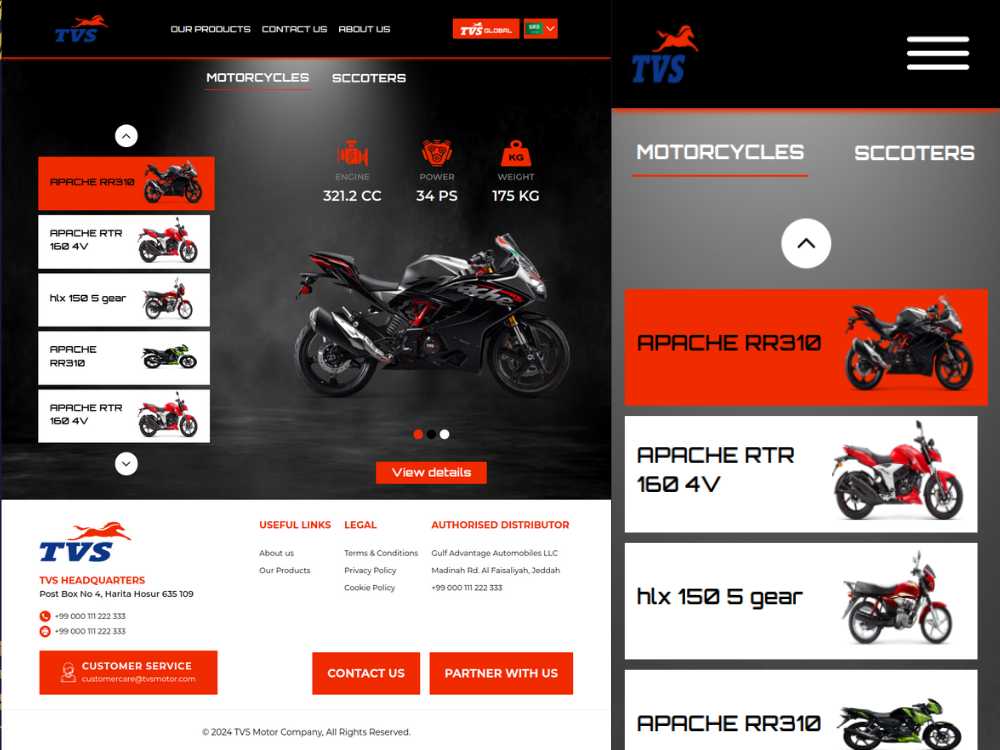 TVS
OUR PRODUCTS CONTACT US ABOUT US
TVS GLOBAL
MOTORCYCLES SCCOTERS
APACHE RR310
APACHE RTR
160 4V
hlx 150 5 gear
APACHE
RR310
APACHE RTR
160 4V
ENGINE
321.2 CC
POWER
34 PS
KG
WEIGHT
175 KG
View details
TVS
TVS HEADQUARTERS
Post Box No 4, Harita Hosur 635 109
+99 000 111 222 333
+99 000 111 222 333
USEFUL LINKS
About us
Our Products
LEGAL
Terms & Conditions
Privacy Policy
Cookie Policy
AUTHORISED DISTRIBUTOR
Gulf Advantage Automobiles LLC
Madinah Rd. Al Faisaliyah, Jeddah
+99 000 111 222 333
CUSTOMER SERVICE
customercare@tvsmotor.com
CONTACT US
PARTNER WITH US
© 2024 TVS Motor Company, All Rights Reserved.
TVS
MOTORCYCLES SCCOTERS
APACHE RR310
APACHE RTR
160 4V
hlx 150 5 gear
APACHE RR310